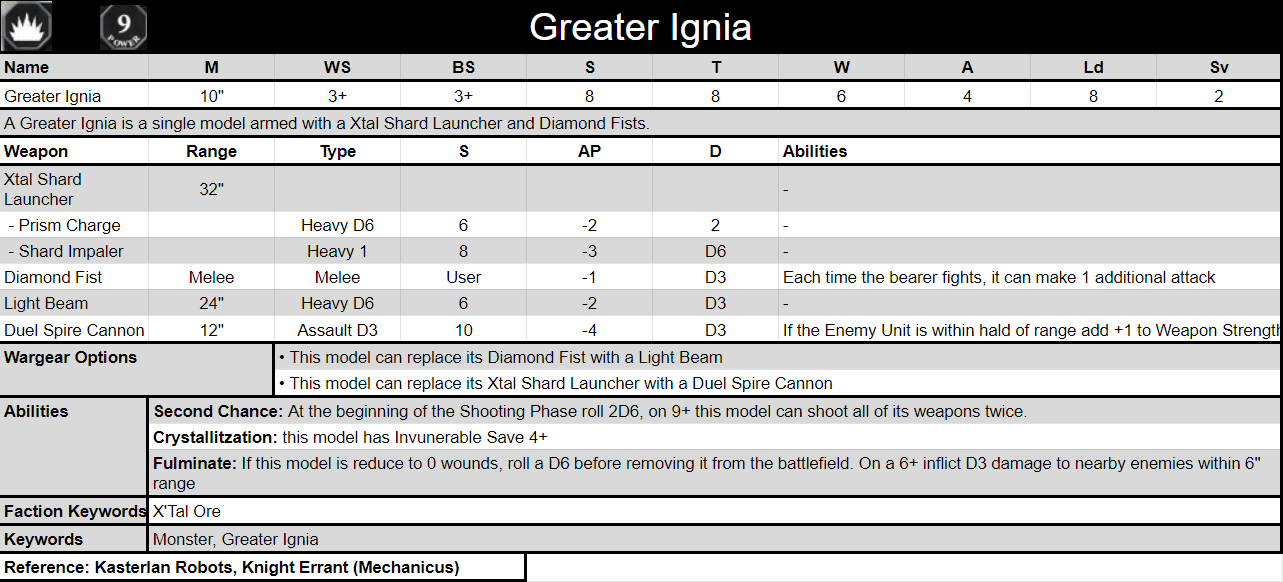 9
POWER
Greater Ignia
Name M WS BS S T W A Ld Sv
Greater Ignia 10" 3+ 3+ 8 8 6 4 8 2
A Greater Ignia is a single model armed with a Xtal Shard Launcher and Diamond Fists.
Weapon Range Type S AP D Abilities
Xtal Shard
Launcher 32" -
- Prism Charge Heavy D6 6 -2 2 -
- Shard Impaler Heavy 1 8 -3 D6 -
Diamond Fist Melee Melee User -1 D3 Each time the bearer fights, it can make 1 additional attack
Light Beam 24" Heavy D6 6 -2 D3 -
Duel Spire Cannon 12" Assault D3 10 -4 D3 If the Enemy Unit is within hald of range add +1 to Weapon Strength
Wargear Options • This model can replace its Diamond Fist with a Light Beam
• This model can replace its Xtal Shard Launcher with a Duel Spire Cannon
Abilities Second Chance: At the beginning of the Shooting Phase roll 2D6, on 9+ this model can shoot all of its weapons twice.
Crystallitzation: this model has Invunerable Save 4+
Fulminate: If this model is reduce to 0 wounds, roll a D6 before removing it from the battlefield. On a 6+ inflict D3 damage to nearby enemies within 6"
range
Faction Keywords X'Tal Ore
Keywords Monster, Greater Ignia
Reference: Kasterlan Robots, Knight Errant (Mechanicus)